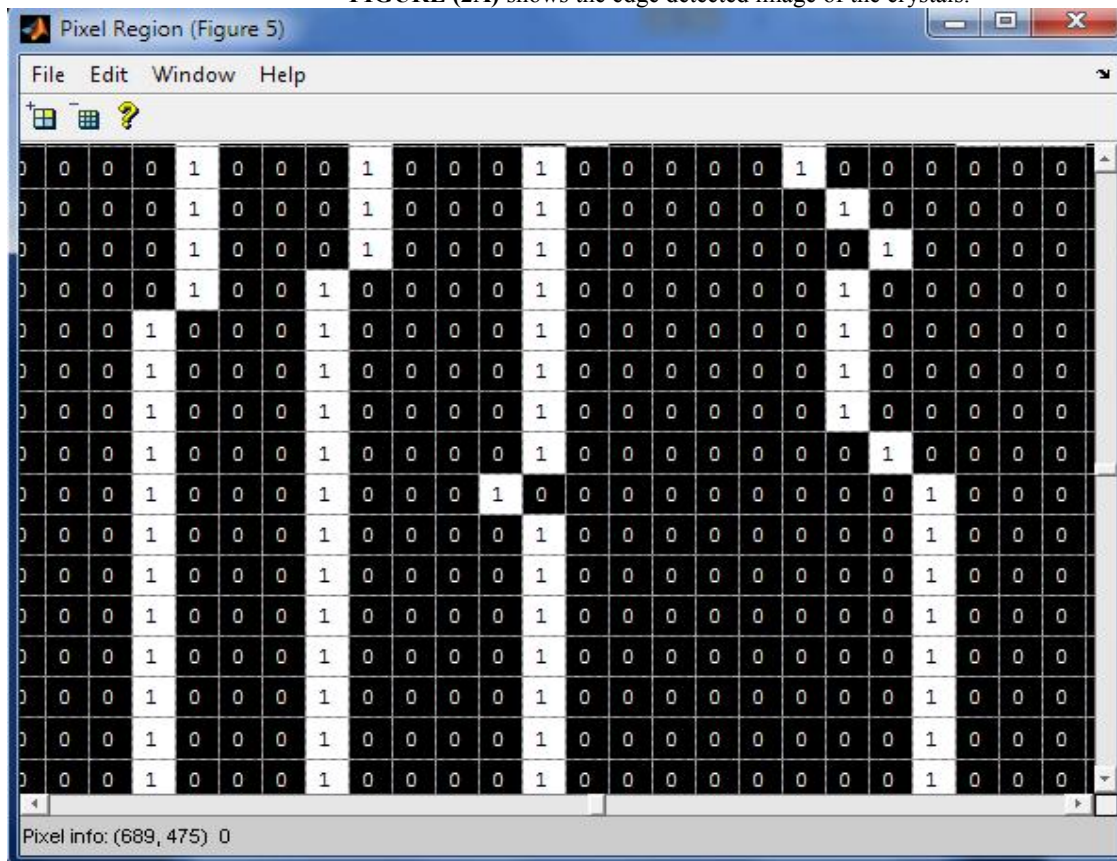 FIGURE (2A) shows the edge detected image of the crystals.
Pixel Region (Figure 5)
File Edit Window Help
0 0 0 0 1 0 0 0 1 0 0 0 1 0 0 0 0 0 1 0 0 0 0 0 0
0 0 0 0 1 0 0 0 1 0 0 0 1 0 0 0 0 0 0 1 0 0 0 0 0
0 0 0 0 1 0 0 0 1 0 0 0 1 0 0 0 0 0 0 0 1 0 0 0 0
0 0 0 0 1 0 0 1 0 0 0 0 1 0 0 0 0 0 0 1 0 0 0 0 0
0 0 0 1 0 0 0 1 0 0 0 0 1 0 0 0 0 0 0 1 0 0 0 0 0
0 0 0 1 0 0 0 1 0 0 0 0 1 0 0 0 0 0 0 1 0 0 0 0 0
0 0 0 1 0 0 0 1 0 0 0 0 1 0 0 0 0 0 0 1 0 0 0 0 0
0 0 0 1 0 0 0 1 0 0 0 0 1 0 0 0 0 0 0 0 1 0 0 0 0
0 0 0 1 0 0 0 1 0 0 0 1 0 0 0 0 0 0 0 0 0 1 0 0 0
0 0 0 1 0 0 0 1 0 0 0 0 1 0 0 0 0 0 0 0 0 1 0 0 0
0 0 0 1 0 0 0 1 0 0 0 0 1 0 0 0 0 0 0 0 0 1 0 0 0
0 0 0 1 0 0 0 1 0 0 0 0 1 0 0 0 0 0 0 0 0 1 0 0 0
0 0 0 1 0 0 0 1 0 0 0 0 1 0 0 0 0 0 0 0 0 1 0 0 0
0 0 0 1 0 0 0 1 0 0 0 0 1 0 0 0 0 0 0 0 0 1 0 0 0
0 0 0 1 0 0 0 1 0 0 0 0 1 0 0 0 0 0 0 0 0 1 0 0 0
0 0 0 1 0 0 0 1 0 0 0 0 1 0 0 0 0 0 0 0 0 1 0 0 0
Pixel info: (689, 475) 0